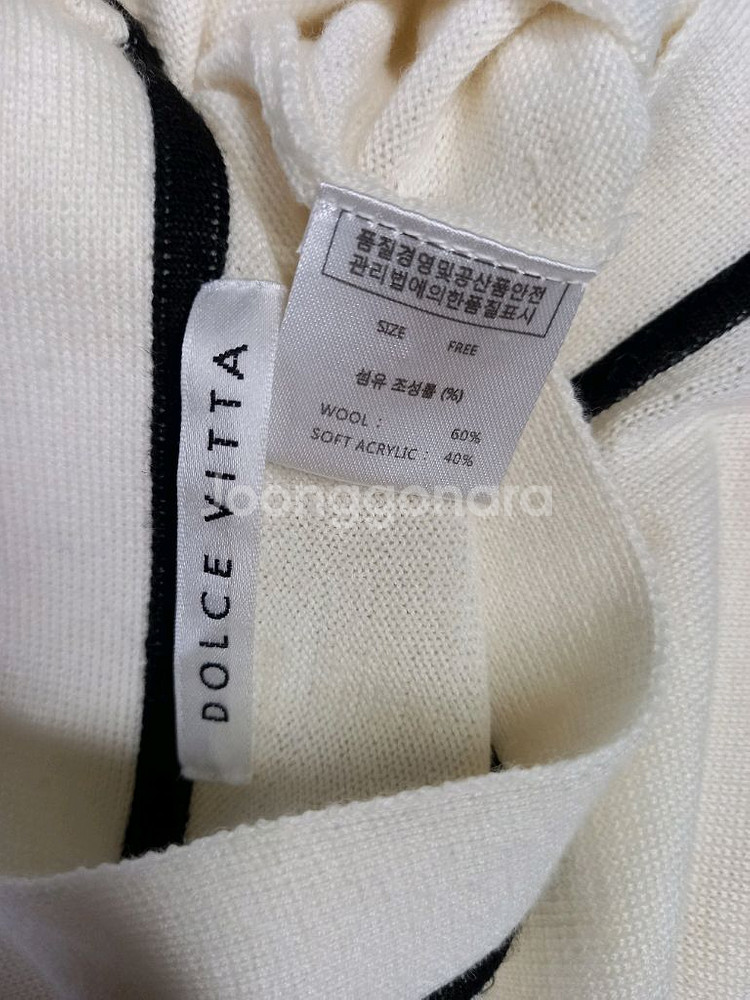 품질경영및공산품안전
관리법에의한품질표시
SIZE FREE
섬유 조성률 (%)
WOOL : 60%
SOFT ACRYLIC : 40%
DOLCE VITTA
joonggonara